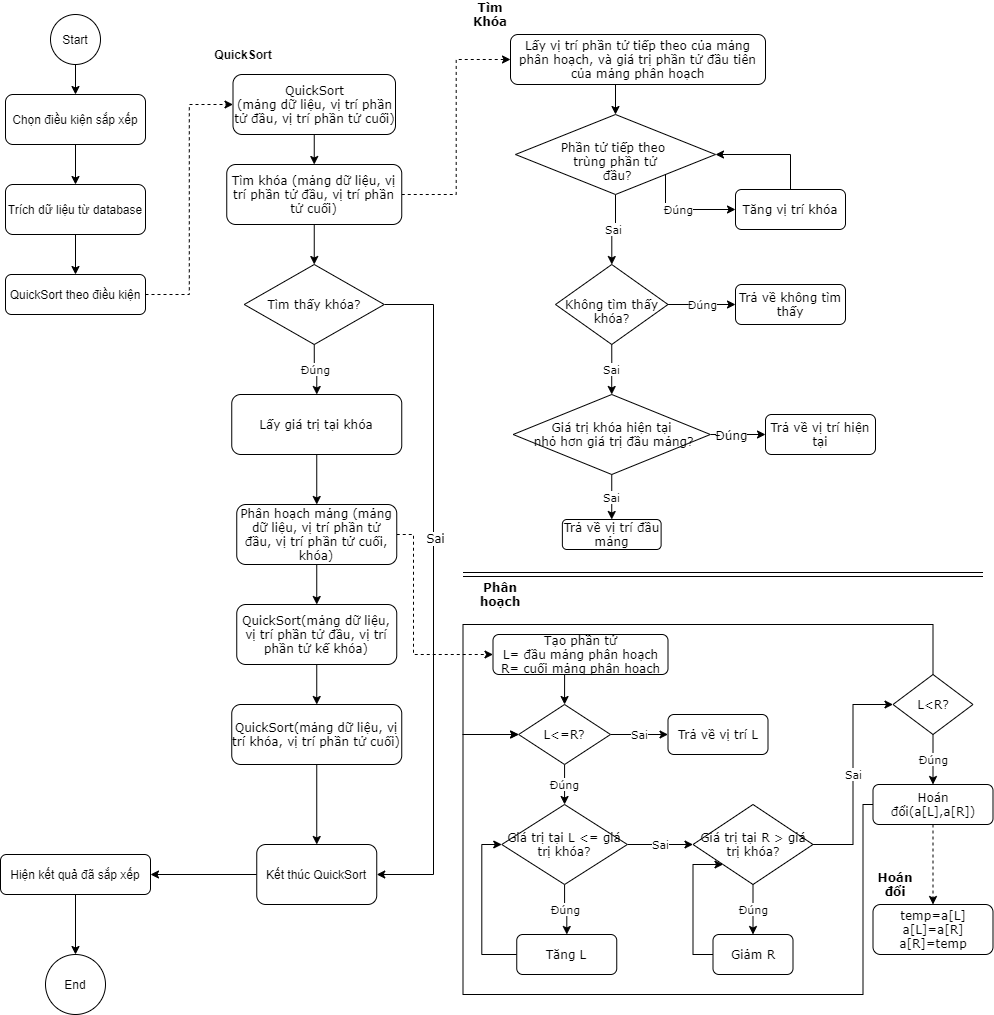 Start
Chọn điều kiện sắp xếp
Trích dữ liệu từ database
QuickSort theo điều kiện
QuickSort
QuickSort
(mảng dữ liệu, vị trí phần
tử đầu, vị trí phần tử cuối)
Tìm khóa (mảng dữ liệu, vị
trí phần tử đầu, vị trí phần
tử cuối)
Tìm thấy khóa?
Đúng
Sai
Lấy giá trị tại khóa
Phân hoạch mảng (mảng
dữ liệu, vị trí phần tử
đầu, vị trí phần tử cuối,
khóa)
QuickSort(mảng dữ liệu,
vị trí phần tử đầu, vị trí
phần tử kế khóa)
QuickSort(mảng dữ liệu, vị
trí khóa, vị trí phần tử cuối)
Kết thúc QuickSort
Hiện kết quả đã sắp xếp
End
Tìm
Khóa
Lấy vị trí phần tử tiếp theo của mảng
phân hoạch, và giá trị phần tử đầu tiên
của mảng phân hoạch
Phần tử tiếp theo
trùng phần tử
đầu?
Đúng
Tăng vị trí khóa
Sai
Không tìm thấy
khóa?
Đúng
Trả về không tìm
thấy
Sai
Giá trị khóa hiện tại
nhỏ hơn giá trị đầu mảng?
Đúng
Trả về vị trí hiện
tại
Sai
Trả về vị trí đầu
mảng
Phân
hoạch
Tạo phần tử
L= đầu mảng phân hoạch
R= cuối mảng phân hoạch
L<=R?
Sai
Trả về vị trí L
Đúng
Giá trị tại L <= giá
trị khóa?
Sai
Đúng
Tăng L
Giá trị tại R > giá
trị khóa?
Đúng
Giảm R
Sai
L<R?
Đúng
Hoán
đổi(a[L],a[R])
Hoán
đổi
temp=a[L]
a[L]=a[R]
a[R]=temp